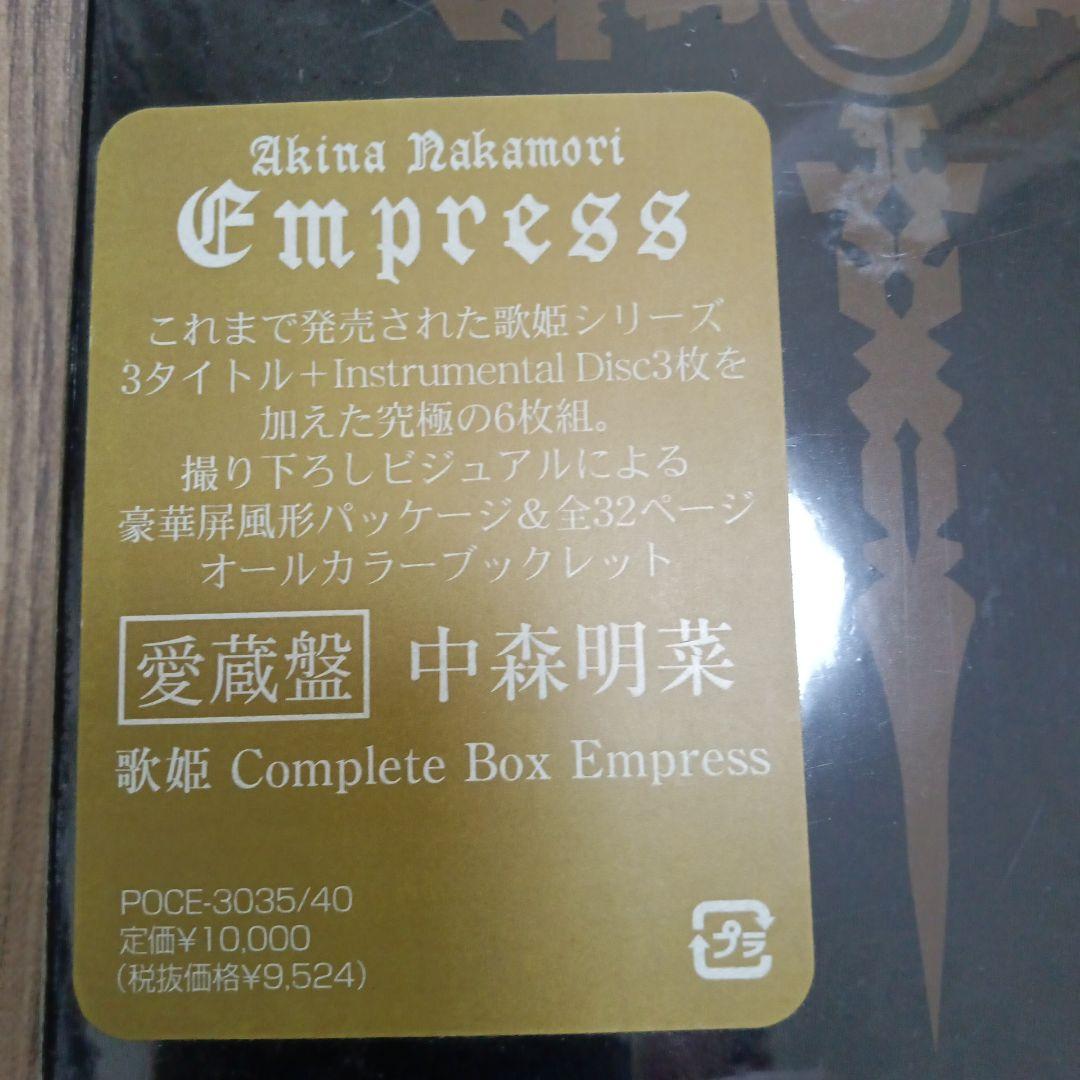 Akina Nakamori
Empress
これまで発売された歌姫シリーズ
3タイトル＋Instrumental Disc3枚を
加えた究極の6枚組。
撮り下ろしビジュアルによる
豪華屏風形パッケージ＆全32ページ
オールカラーブックレット
愛蔵盤 中森明菜
歌姫 Complete Box Empress
POCE-3035/40
定価¥10,000
(税抜価格¥9,524)
プラ